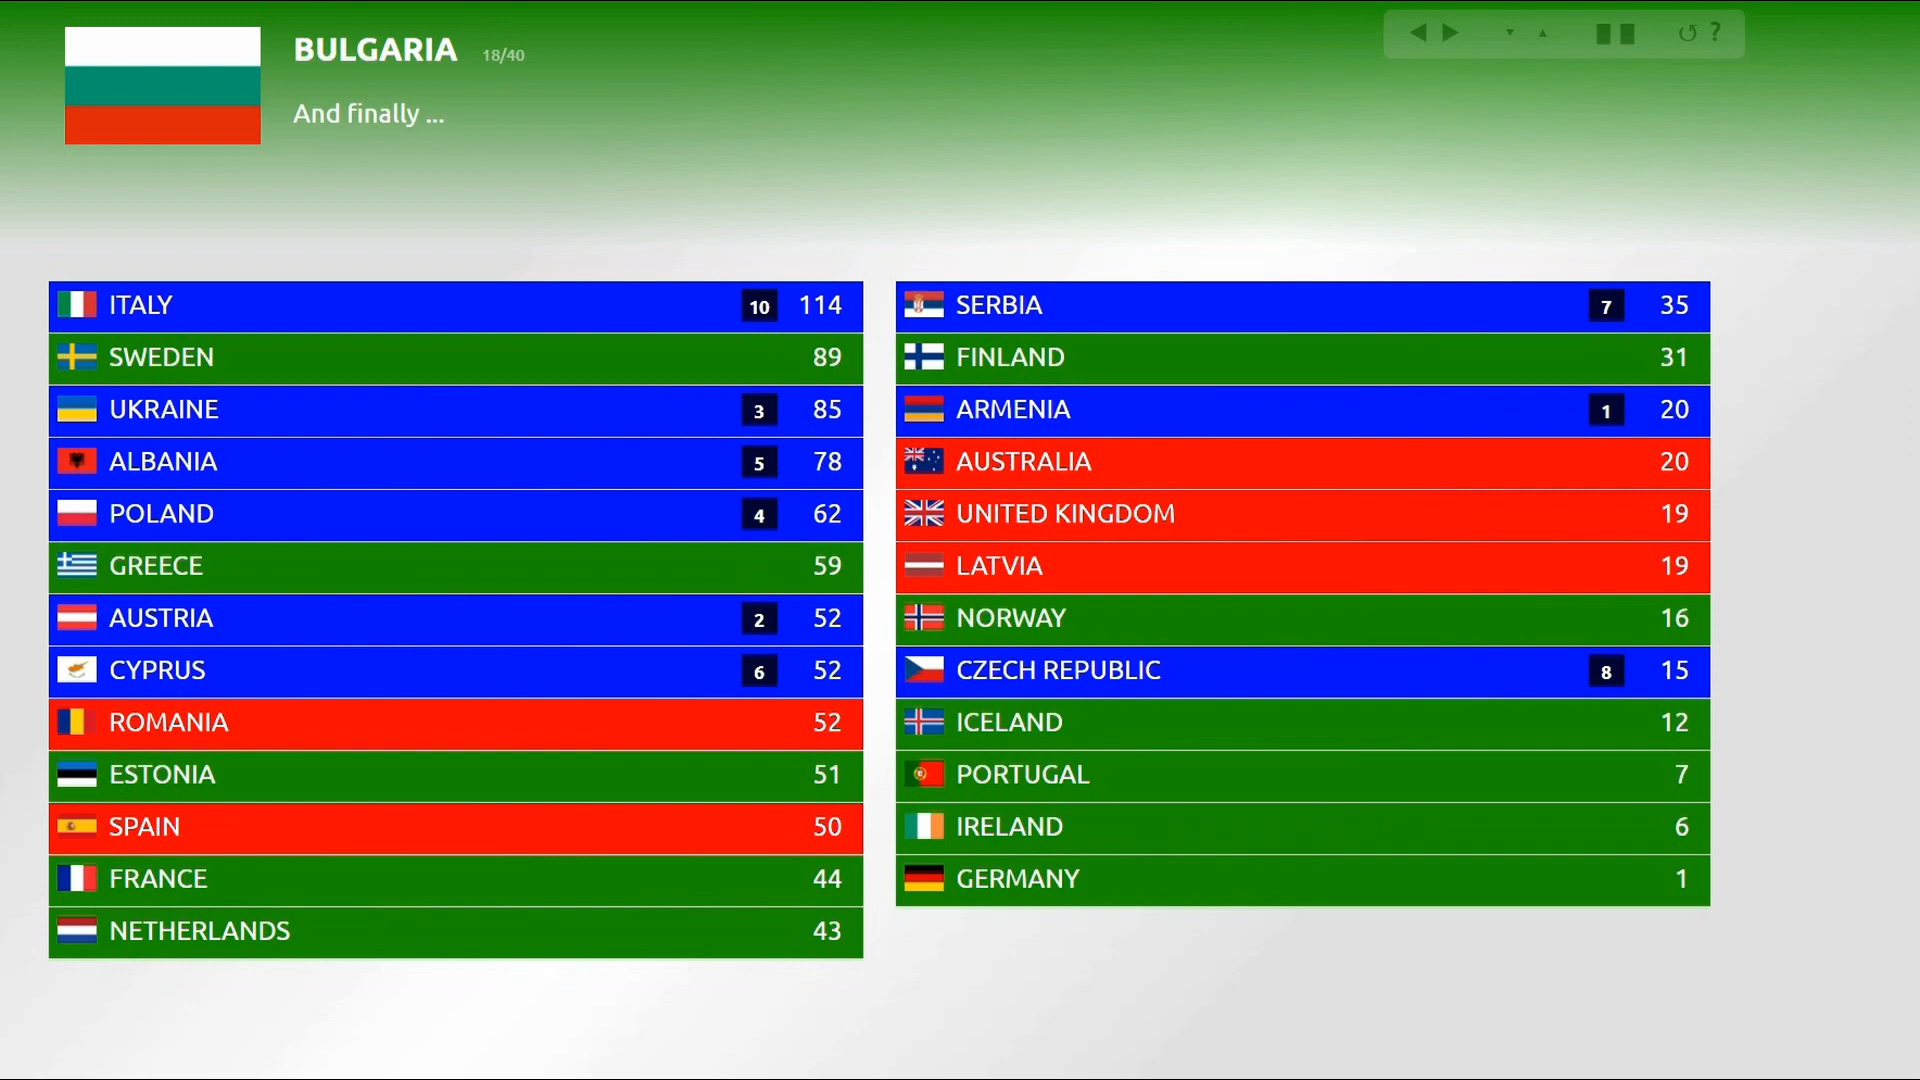 BULGARIA 18/40
And finally ...
?
ITALY 10 114
SWEDEN 89
UKRAINE 3 85
ALBANIA 5 78
POLAND 4 62
GREECE 59
AUSTRIA 2 52
CYPRUS 6 52
ROMANIA 52
ESTONIA 51
SPAIN 50
FRANCE 44
NETHERLANDS 43
SERBIA 7 35
FINLAND 31
ARMENIA 1 20
AUSTRALIA 20
UNITED KINGDOM 19
LATVIA 19
NORWAY 16
CZECH REPUBLIC 8 15
ICELAND 12
PORTUGAL 7
IRELAND 6
GERMANY 1